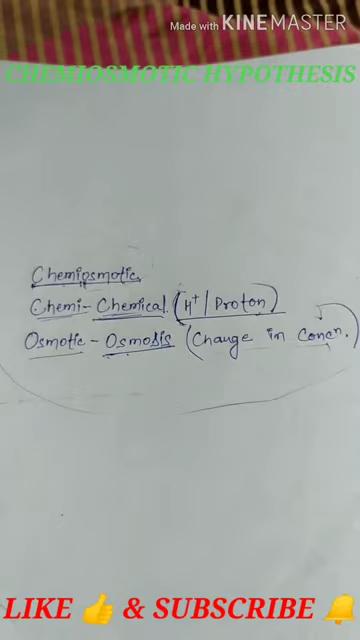 Made with KINEMASTER
CHEMIOSMOTIC HYPOTHESIS
Chemiosmotic
Chemi - Chemical (H+ / Proton)
Osmotic - Osmosis (Change in Concn.)
LIKE 👍 & SUBSCRIBE 🔔